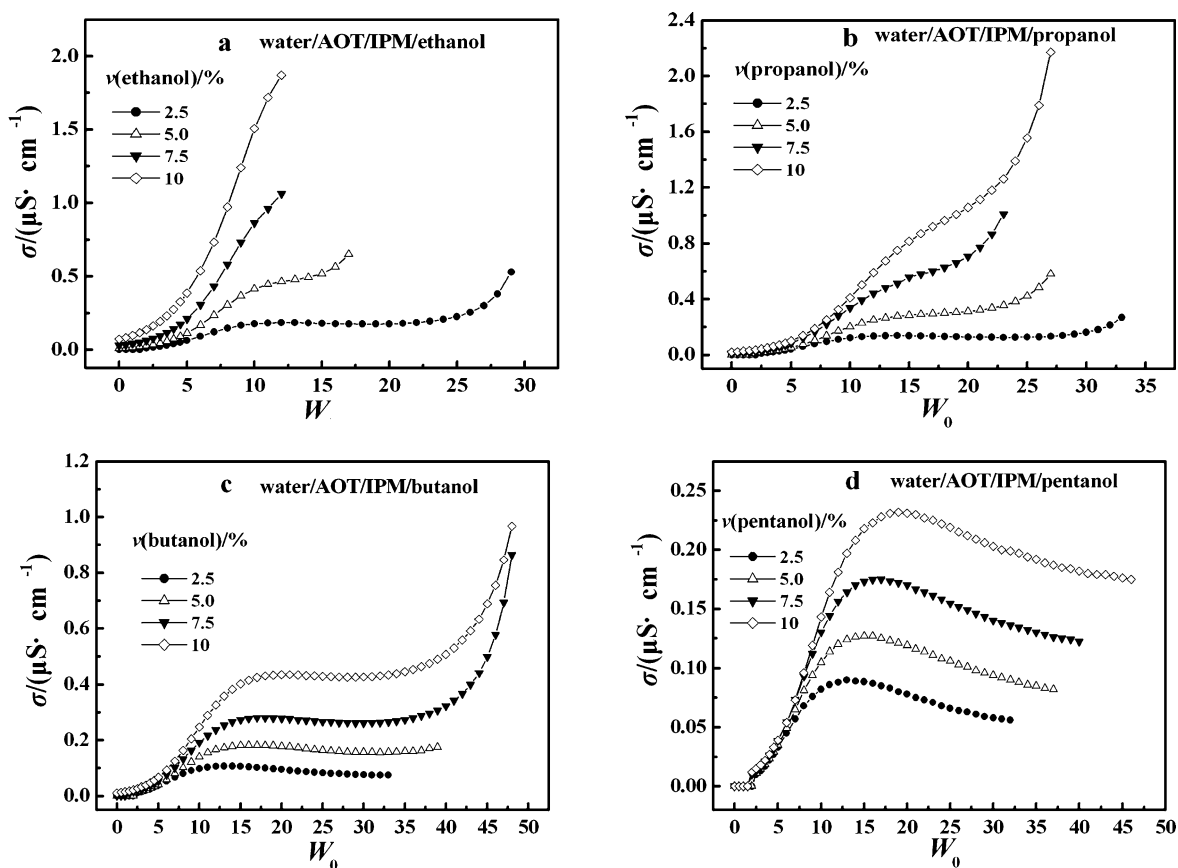 a water/AOT/IPM/ethanol
v(ethanol)/%
2.5
5.0
7.5
10
σ/(μS· cm -1)
2.0
1.5
1.0
0.5
0.0
0 5 10 15 20 25 30
W
b water/AOT/IPM/propanol
v(propanol)/%
2.5
5.0
7.5
10
σ/(μS· cm -1)
2.4
2.0
1.6
1.2
0.8
0.4
0.0
0 5 10 15 20 25 30 35
W0
c water/AOT/IPM/butanol
v(butanol)/%
2.5
5.0
7.5
10
σ/(μS· cm -1)
1.2
1.0
0.8
0.6
0.4
0.2
0.0
0 5 10 15 20 25 30 35 40 45 50
W0
d water/AOT/IPM/pentanol
v(pentanol)/%
2.5
5.0
7.5
10
σ/(μS· cm -1)
0.25
0.20
0.15
0.10
0.05
0.00
0 5 10 15 20 25 30 35 40 45 50
W0